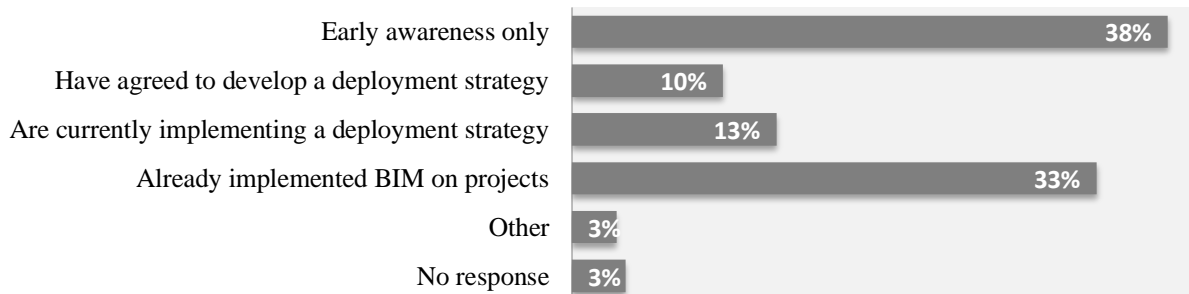 Early awareness only 38%
Have agreed to develop a deployment strategy 10%
Are currently implementing a deployment strategy 13%
Already implemented BIM on projects 33%
Other 3%
No response 3%